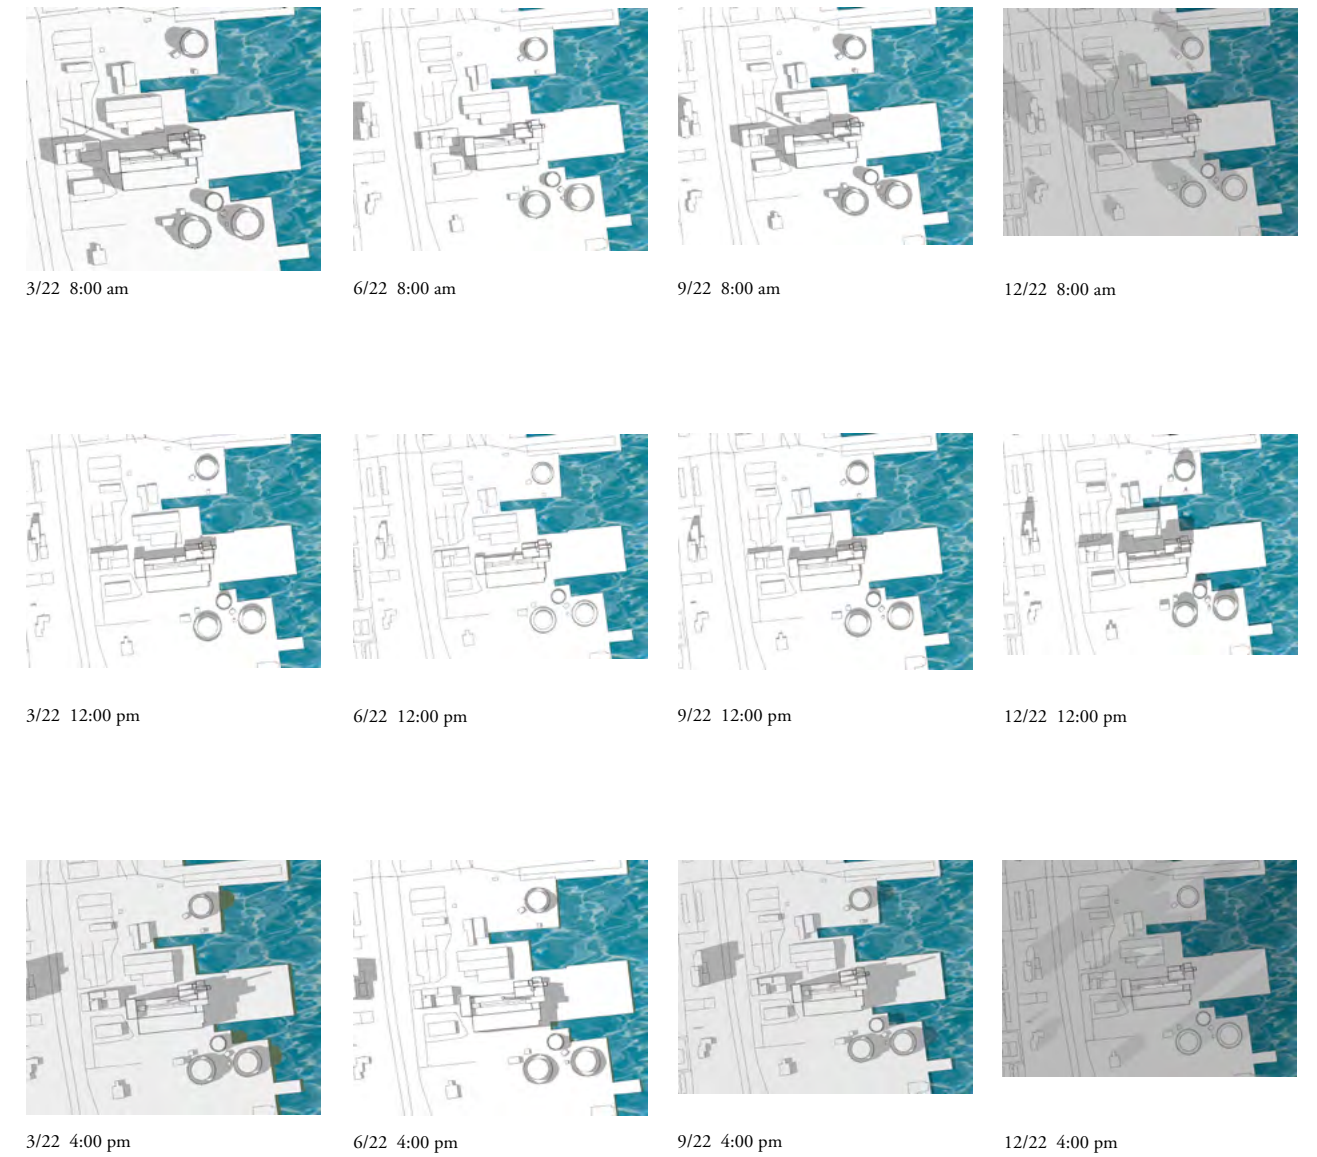 3/22 8:00 am
6/22 8:00 am
9/22 8:00 am
12/22 8:00 am
3/22 12:00 pm
6/22 12:00 pm
9/22 12:00 pm
12/22 12:00 pm
3/22 4:00 pm
6/22 4:00 pm
9/22 4:00 pm
12/22 4:00 pm